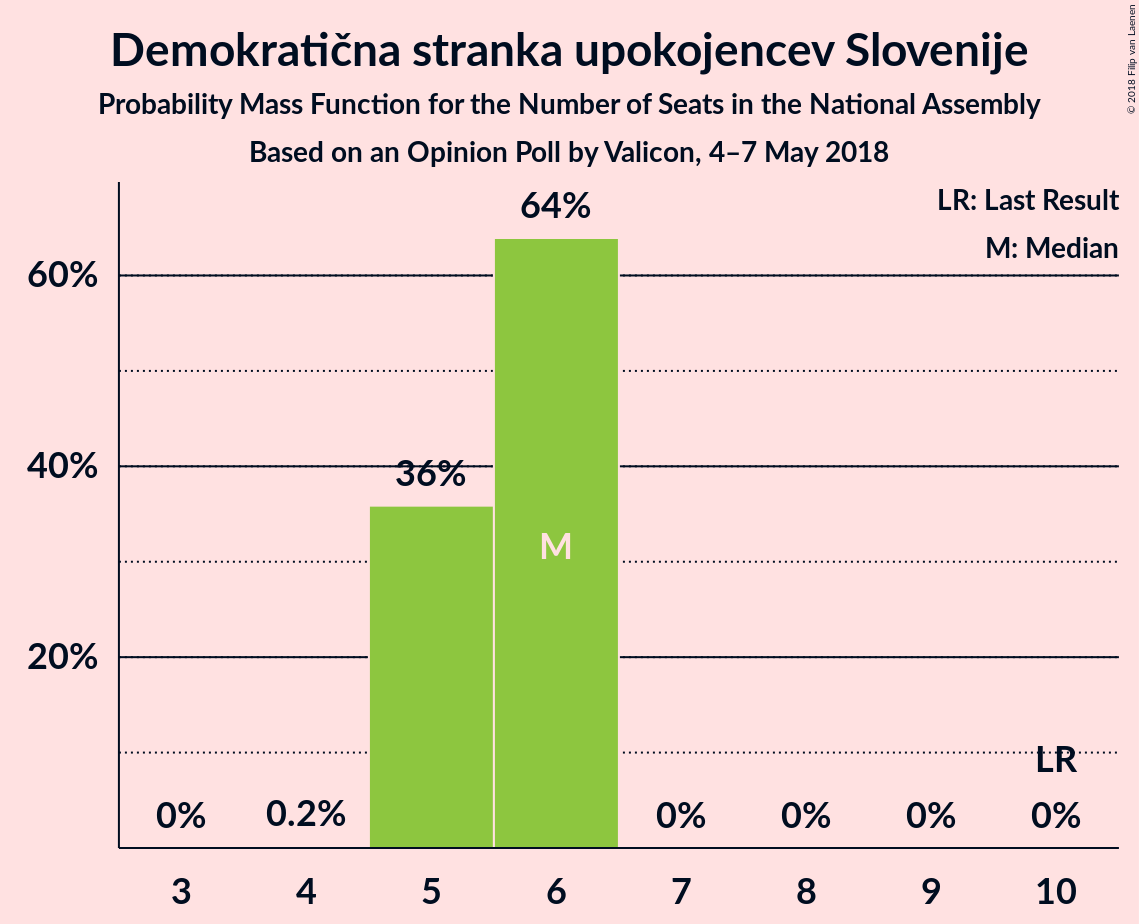 Demokratična stranka upokojencev Slovenije
Probability Mass Function for the Number of Seats in the National Assembly
Based on an Opinion Poll by Valicon, 4–7 May 2018
© 2018 Filip van Laenen
LR: Last Result
M: Median
64%
60%
40%
36%
M
20%
LR
0% 0.2% 0% 0% 0% 0%
3 4 5 6 7 8 9 10